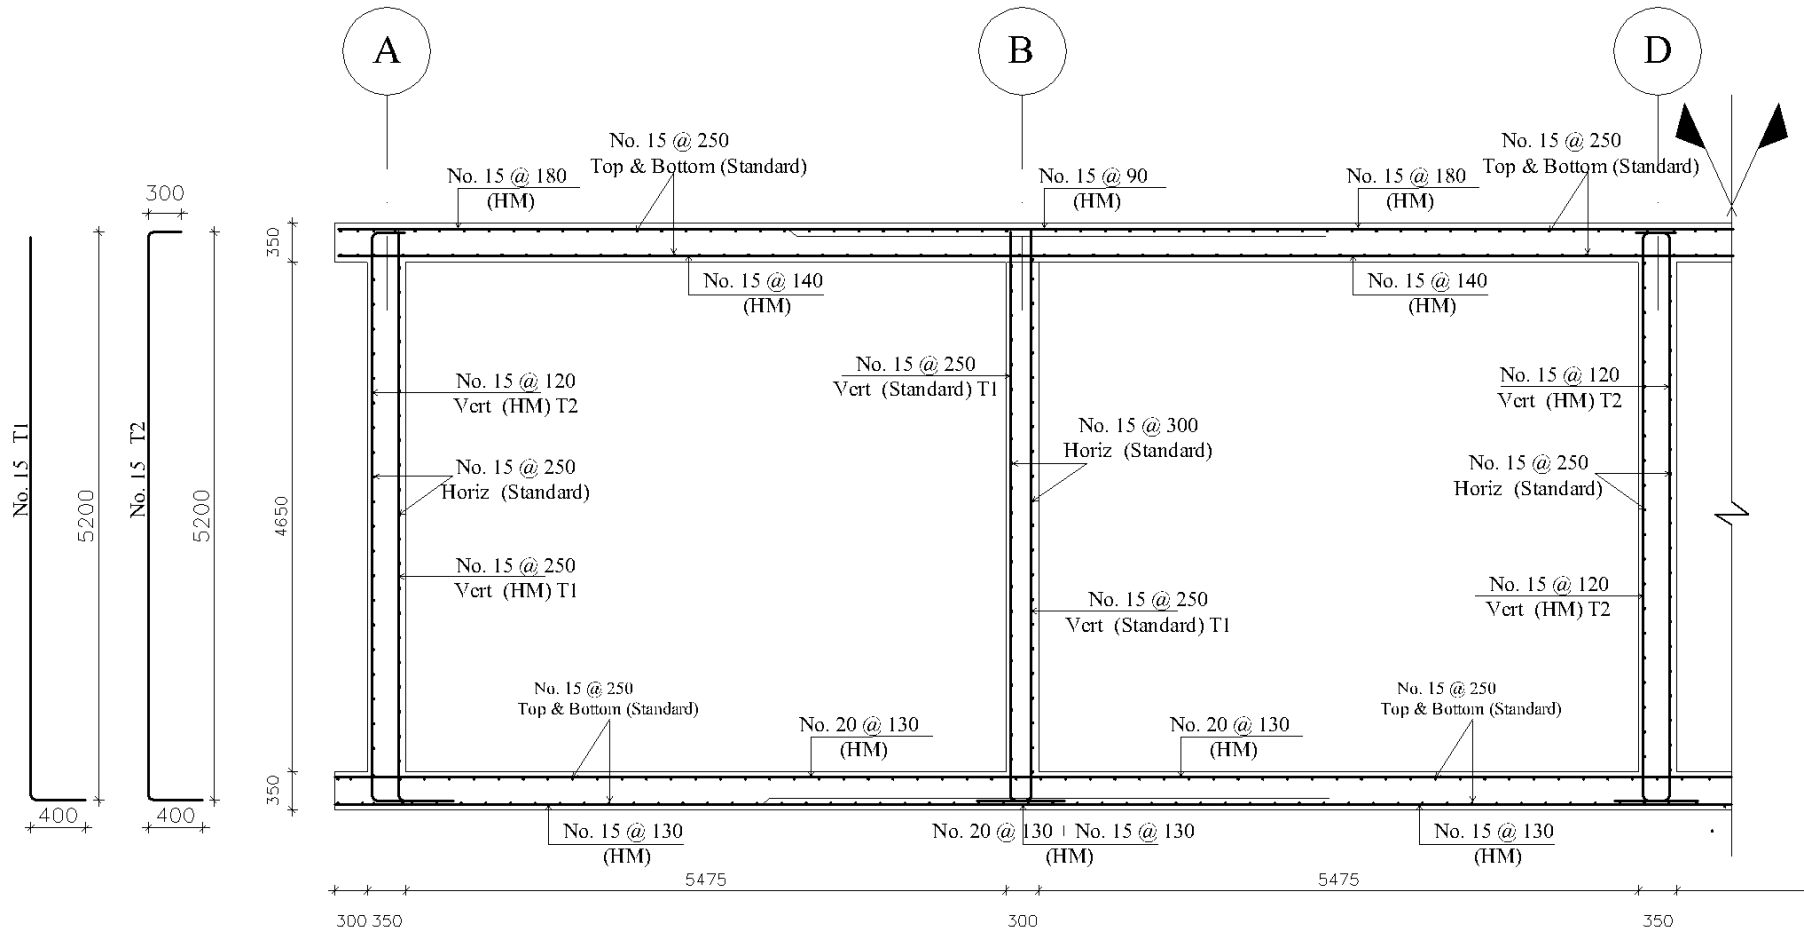 A
B
D
No. 15 @ 250
Top & Bottom (Standard)
No. 15 @ 250
Top & Bottom (Standard)
No. 15 @ 180
(HM)
No. 15 @ 90
(HM)
No. 15 @ 180
(HM)
300
350
No. 15 @ 140
(HM)
No. 15 @ 140
(HM)
No. 15 @ 120
Vert (HM) T2
No. 15 @ 250
Vert (Standard) T1
No. 15 @ 120
Vert (HM) T2
No. 15 @ 300
Horiz (Standard)
No. 15 T1
5200
No. 15 T2
5200
4650
No. 15 @ 250
Horiz (Standard)
No. 15 @ 250
Horiz (Standard)
No. 15 @ 250
Vert (HM) T1
No. 15 @ 250
Vert (Standard) T1
No. 15 @ 120
Vert (HM) T2
No. 15 @ 250
Top & Bottom (Standard)
No. 15 @ 250
Top & Bottom (Standard)
No. 20 @ 130
(HM)
No. 20 @ 130
(HM)
350
400
400
No. 15 @ 130
(HM)
No. 20 @ 130 + No. 15 @ 130
(HM)
No. 15 @ 130
(HM)
5475
5475
300 350
300
350